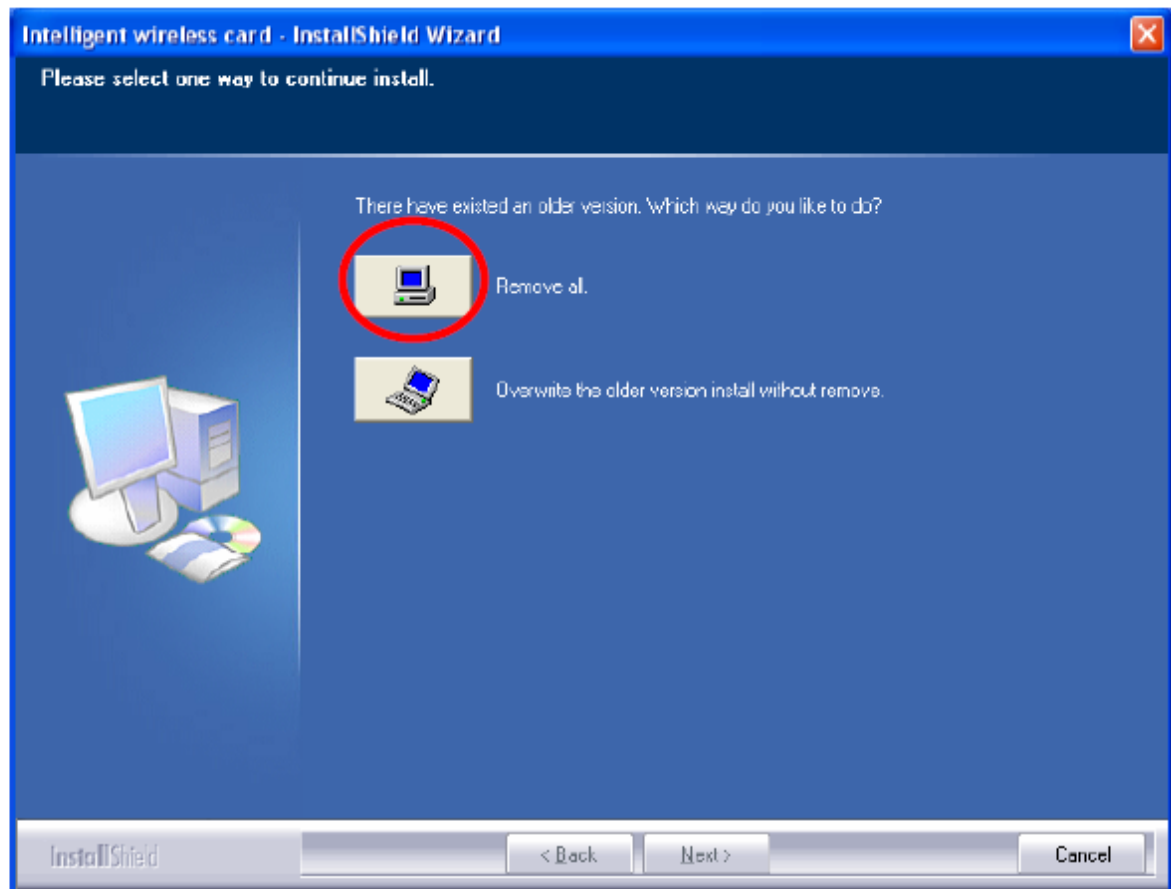 Intelligent wireless card - InstallShield Wizard
Please select one way to continue install.
There have existed an older version. Which way do you like to do?
Remove all.
Overwrite the older version install without remove.
InstallShield
< Back
Next >
Cancel